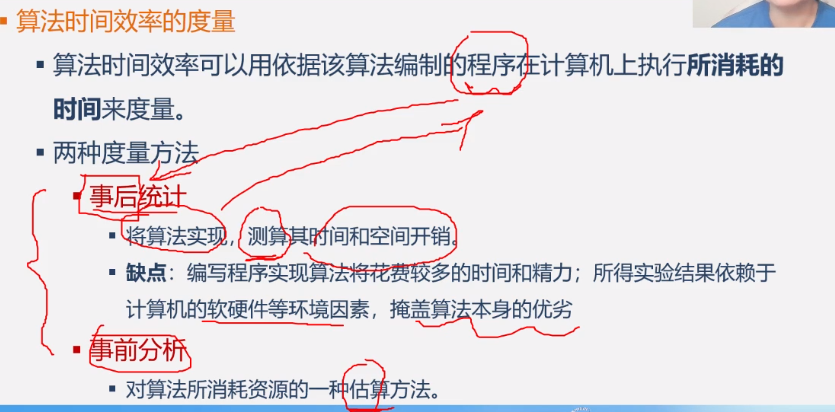 算法时间效率的度量
算法时间效率可以用依据该算法编制的程序在计算机上执行所消耗的
时间来度量。
两种度量方法
事后统计
将算法实现，测算其时间和空间开销。
缺点：编写程序实现算法将花费较多的时间和精力；所得实验结果依赖于
计算机的软硬件等环境因素，掩盖算法本身的优劣
事前分析
对算法所消耗资源的一种估算方法。